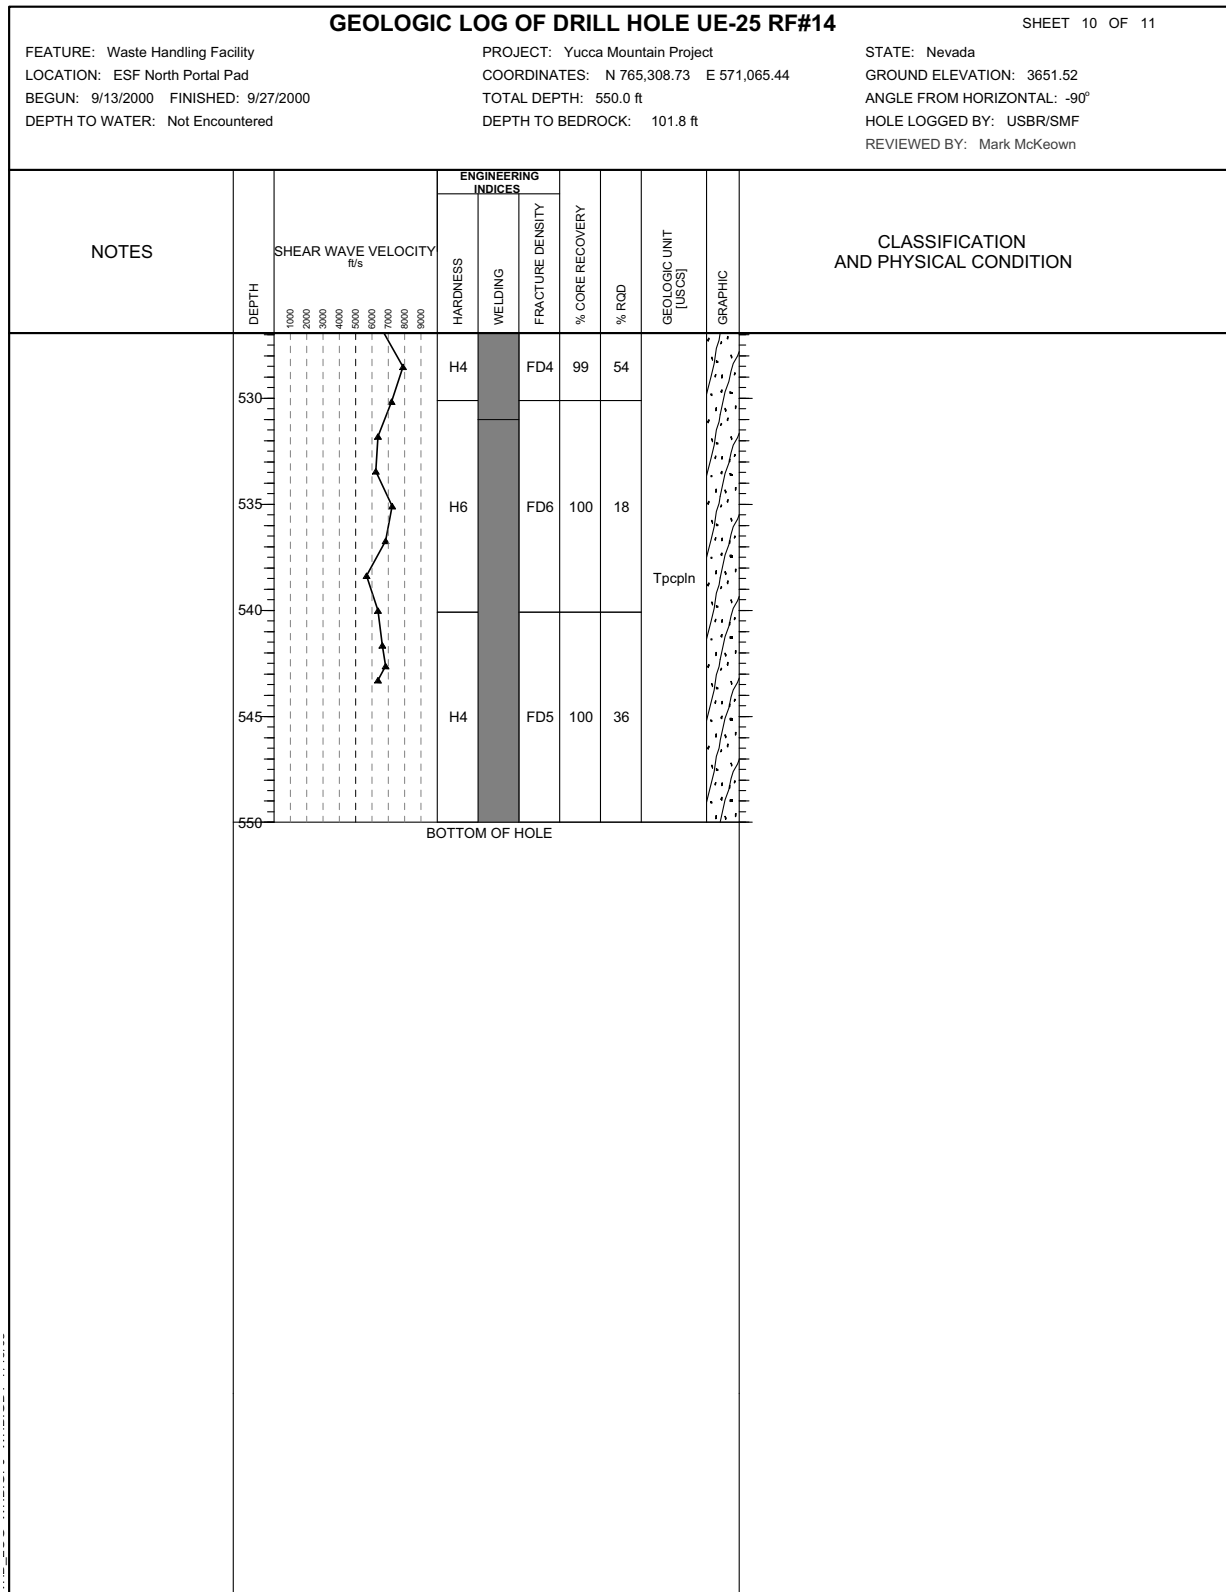 GEOLOGIC LOG OF DRILL HOLE UE-25 RF#14
SHEET 10 OF 11
FEATURE: Waste Handling Facility
PROJECT: Yucca Mountain Project
STATE: Nevada
LOCATION: ESF North Portal Pad
COORDINATES: N 765,308.73 E 571,065.44
GROUND ELEVATION: 3651.52
BEGUN: 9/13/2000 FINISHED: 9/27/2000
TOTAL DEPTH: 550.0 ft
ANGLE FROM HORIZONTAL: -90°
DEPTH TO WATER: Not Encountered
DEPTH TO BEDROCK: 101.8 ft
HOLE LOGGED BY: USBR/SMF
REVIEWED BY: Mark McKeown
NOTES
DEPTH
SHEAR WAVE VELOCITY
ft/s
1000 2000 3000 4000 5000 6000 7000 8000 9000
ENGINEERING
INDICES
HARDNESS
WELDING
FRACTURE DENSITY
% CORE RECOVERY
% RQD
GEOLOGIC UNIT
[USCS]
GRAPHIC
CLASSIFICATION
AND PHYSICAL CONDITION
H4 FD4 99 54
530
535
H6 FD6 100 18
Tpcpln
540
545
H4 FD5 100 36
550
BOTTOM OF HOLE